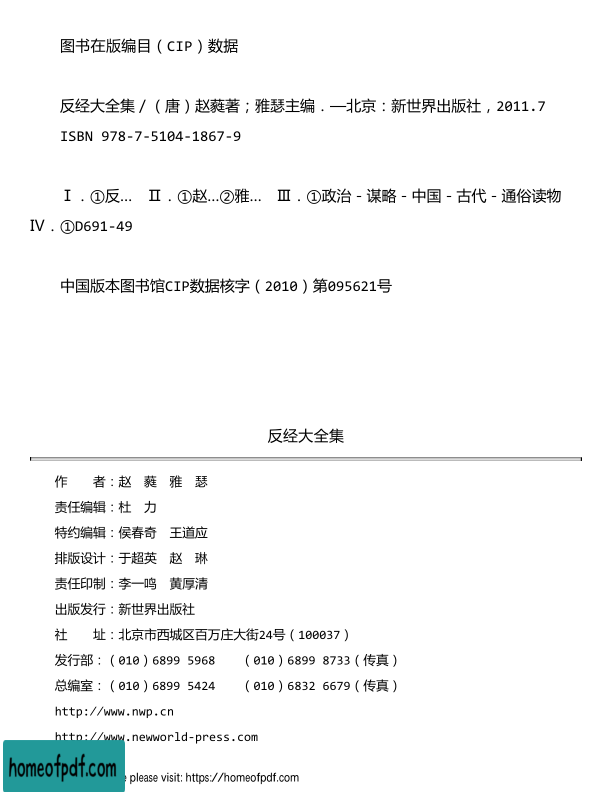 图书在版编目（CIP）数据
反经大全集／（唐）赵蕤著；雅瑟主编．—北京：新世界出版社，2011.7
ISBN 978-7-5104-1867-9
Ⅰ．①反… Ⅱ．①赵…②雅… Ⅲ．①政治－谋略－中国－古代－通俗读物
Ⅳ．①D691-49
中国版本图书馆CIP数据核字（2010）第095621号
反经大全集
作　　者：赵　蕤　雅　瑟
责任编辑：杜　力
特约编辑：侯春奇　王道应
排版设计：于超英　赵　琳
责任印制：李一鸣　黄厚清
出版发行：新世界出版社
社　　址：北京市西城区百万庄大街24号（100037）
发行部：（010）6899 5968　　（010）6899 8733（传真）
总编室：（010）6899 5424　　（010）6832 6679（传真）
http://www.nwp.cn
http://www.newworld-press.com
homeofpdf.com
please visit: https://homeofpdf.com